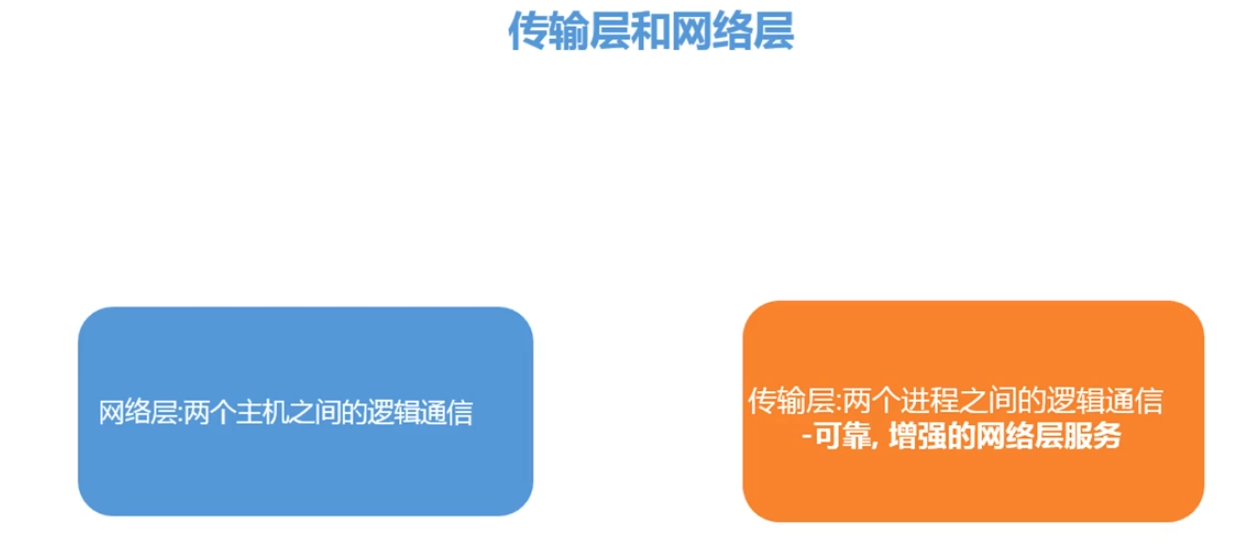 传输层和网络层
网络层:两个主机之间的逻辑通信
传输层:两个进程之间的逻辑通信
-可靠, 增强的网络层服务